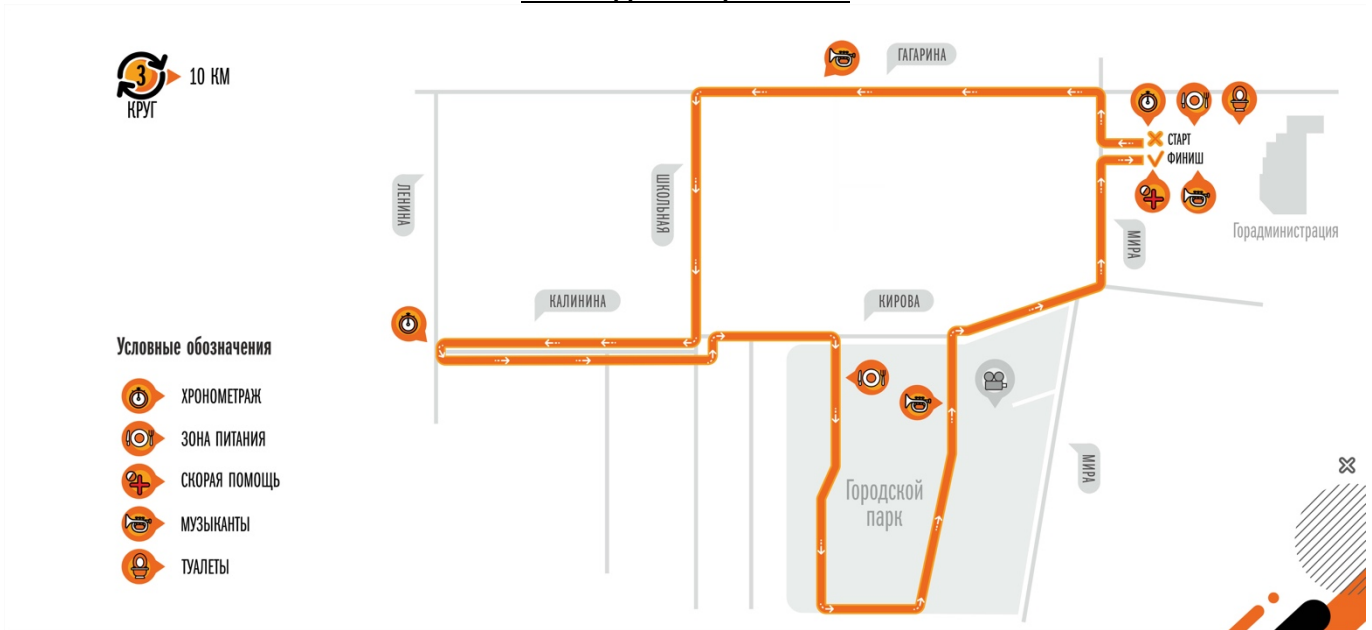 3
10 КМ
КРУГ
ГАГАРИНА
СТАРТ
ФИНИШ
ЛЕНИНА
ШКОЛЬНАЯ
МИРА
Горадминистрация
КАЛИНИНА
КИРОВА
Условные обозначения
ХРОНОМЕТРАЖ
ЗОНА ПИТАНИЯ
СКОРАЯ ПОМОЩЬ
МУЗЫКАНТЫ
ТУАЛЕТЫ
Городской
парк
МИРА